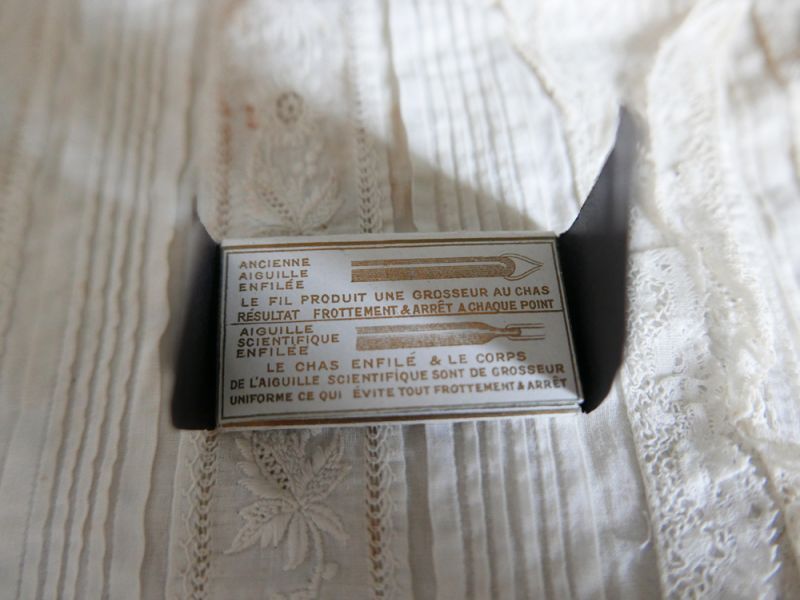 ANCIENNE
AIGUILLE
ENFILÉE
LE FIL PRODUIT UNE GROSSEUR AU CHAS
RÉSULTAT FROTTEMENT & ARRÊT A CHAQUE POINT
AIGUILLE
SCIENTIFIQUE
ENFILÉE
LE CHAS ENFILÉ & LE CORPS
DE L'AIGUILLE SCIENTIFIQUE SONT DE GROSSEUR
UNIFORME CE QUI ÉVITE TOUT FROTTEMENT & ARRÊT